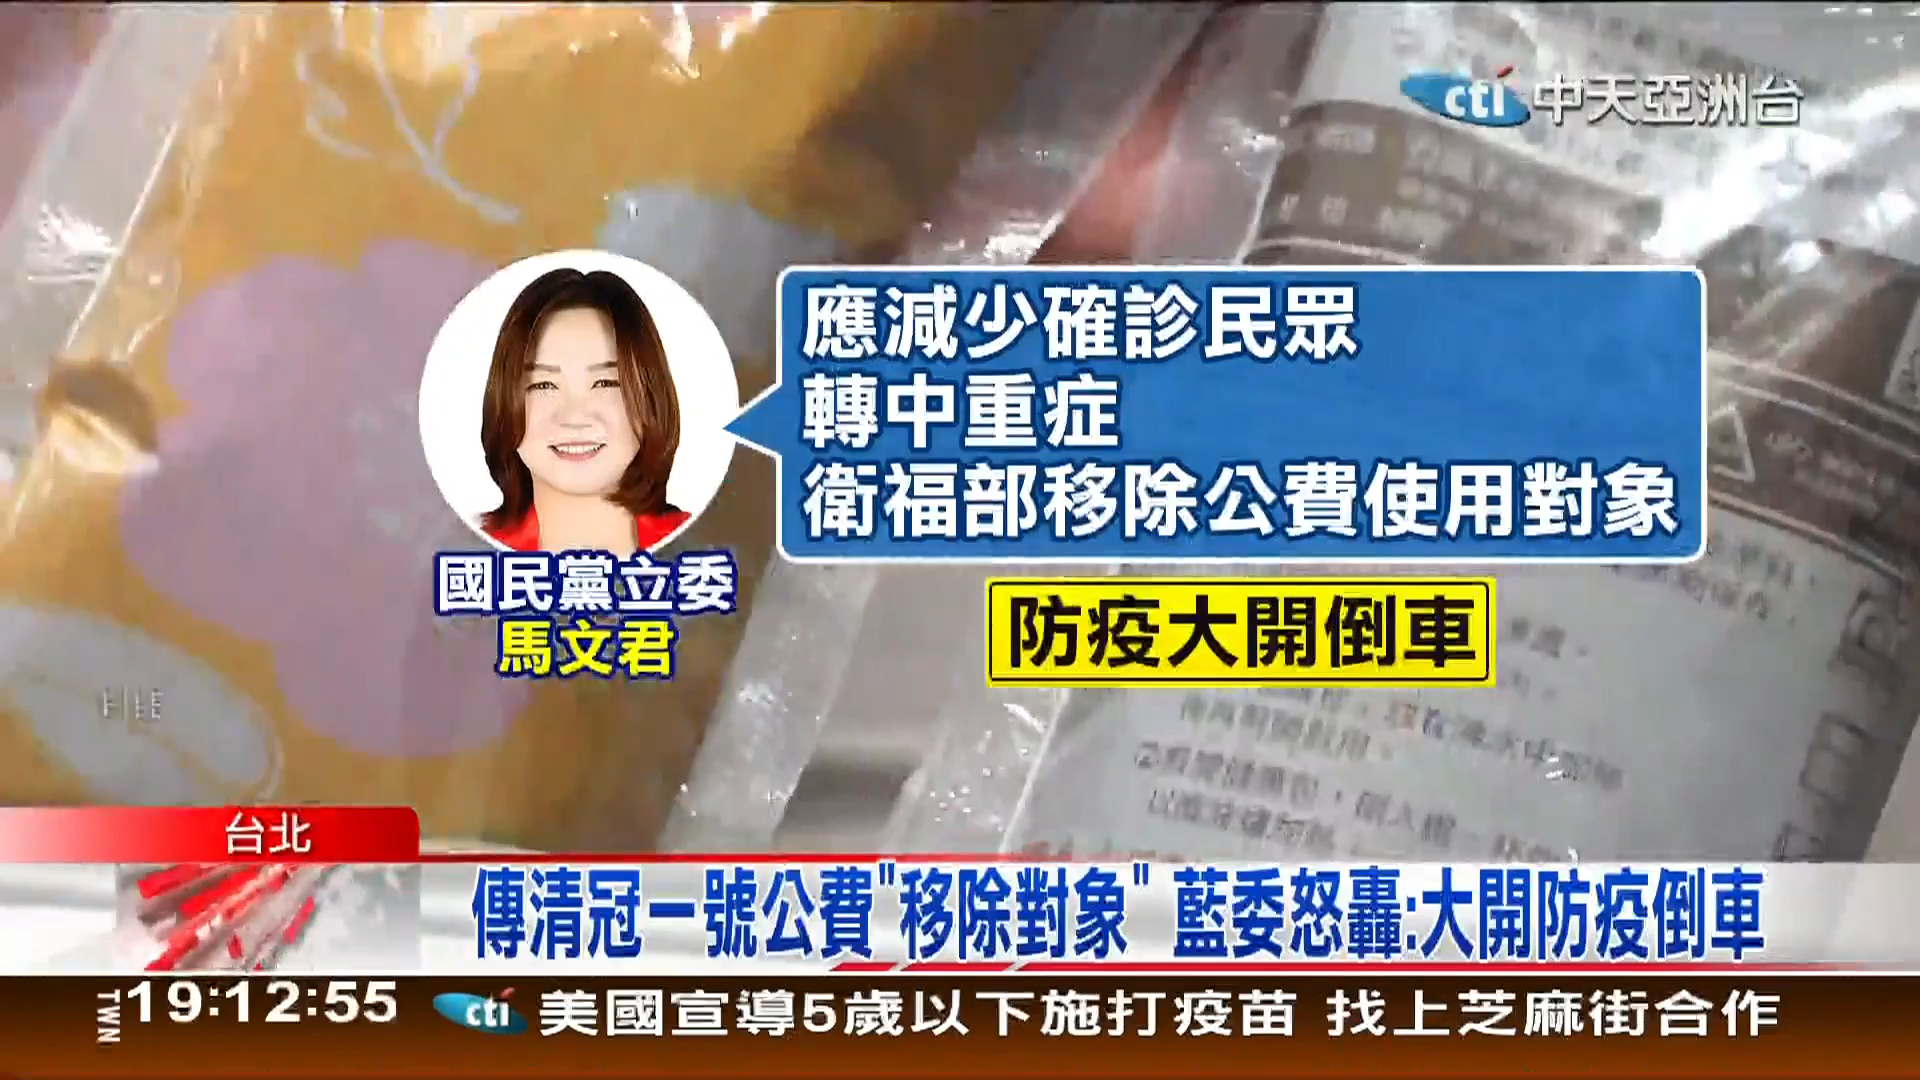 cti 中天亞洲台
應減少確診民眾
轉中重症
衛福部移除公費使用對象
國民黨立委
馬文君
防疫大開倒車
台北
傳清冠一號公費"移除對象" 藍委怒轟:大開防疫倒車
TWN 19:12:55 cti 美國宣導5歲以下施打疫苗 找上芝麻街合作